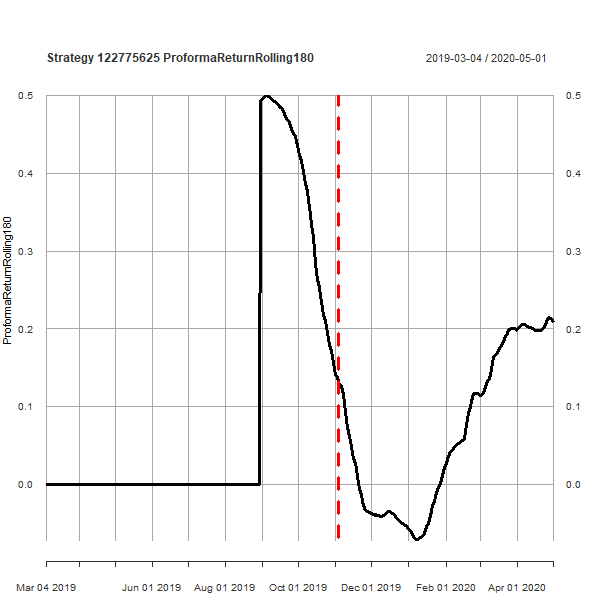 Strategy 122775625 ProformaReturnRolling180 2019-03-04 / 2020-05-01
0.5 0.5
0.4 0.4
0.3 0.3
0.2 0.2
0.1 0.1
0.0 0.0
ProformaReturnRolling180
Mar 04 2019 Jun 01 2019 Aug 01 2019 Oct 01 2019 Dec 01 2019 Feb 01 2020 Apr 01 2020